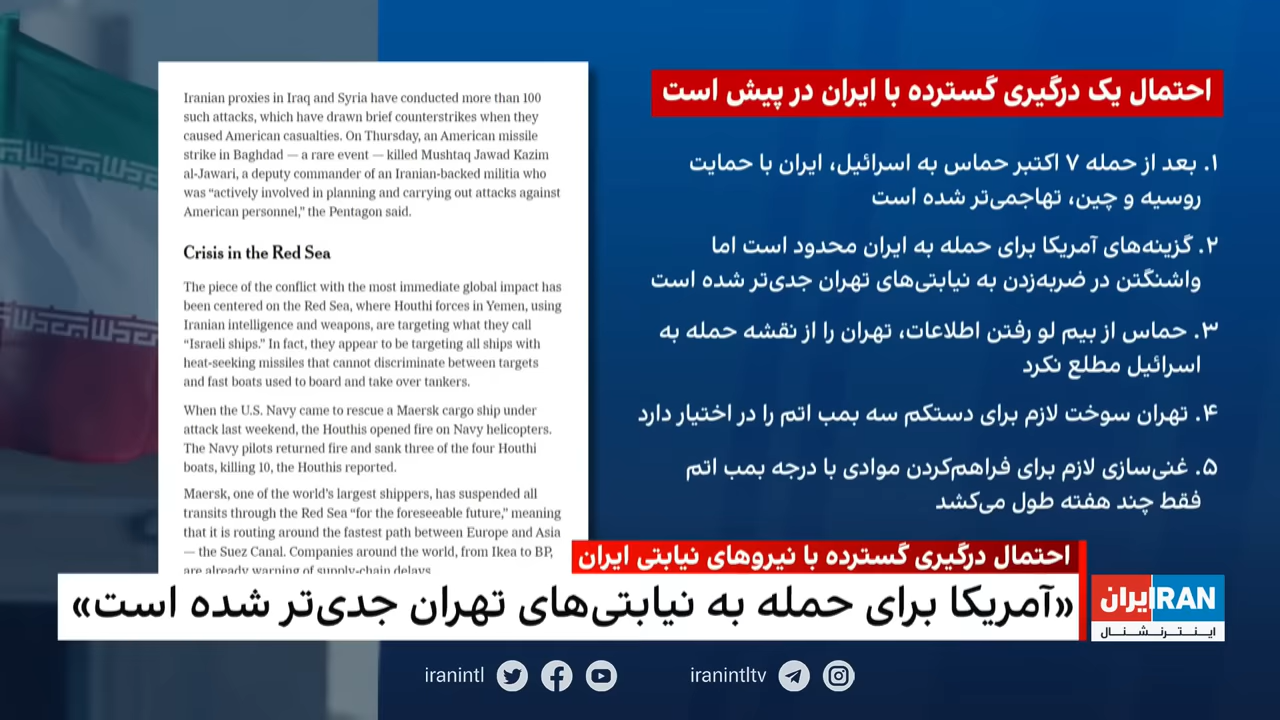 Iranian proxies in Iraq and Syria have conducted more than 100
such attacks, which have drawn brief counterstrikes when they
caused American casualties. On Thursday, an American missile
strike in Baghdad — a rare event — killed Mushtaq Jawad Kazim
al-Jawari, a deputy commander of an Iranian-backed militia who
was “actively involved in planning and carrying out attacks against
American personnel,” the Pentagon said.
Crisis in the Red Sea
The piece of the conflict with the most immediate global impact has
been centered on the Red Sea, where Houthi forces in Yemen, using
Iranian intelligence and weapons, are targeting what they call
“Israeli ships.” In fact, they appear to be targeting all ships with
heat-seeking missiles that cannot discriminate between targets
and fast boats used to board and take over tankers.
When the U.S. Navy came to rescue a Maersk cargo ship under
attack last weekend, the Houthis opened fire on Navy helicopters.
The Navy pilots returned fire and sank three of the four Houthi
boats, killing 10, the Houthis reported.
Maersk, one of the world’s largest shippers, has suspended all
transits through the Red Sea “for the foreseeable future,” meaning
that it is routing around the fastest path between Europe and Asia
— the Suez Canal. Companies around the world, from Ikea to BP,
are already warning of supply-chain delays.
احتمال یک درگیری گسترده با ایران در پیش است
۱. بعد از حمله ۷ اکتبر حماس به اسرائیل، ایران با حمایت
روسیه و چین، تهاجمی‌تر شده است
۲. گزینه‌های آمریکا برای حمله به ایران محدود است اما
واشنگتن در ضربه‌زدن به نیابتی‌های تهران جدی‌تر شده است
۳. حماس از بیم لو رفتن اطلاعات، تهران را از نقشه حمله به
اسرائیل مطلع نکرد
۴. تهران سوخت لازم برای دستکم سه بمب اتم را در اختیار دارد
۵. غنی‌سازی لازم برای فراهم‌کردن موادی با درجه بمب اتم
فقط چند هفته طول می‌کشد
احتمال درگیری گسترده با نیروهای نیابتی ایران
«آمریکا برای حمله به نیابتی‌های تهران جدی‌تر شده است»
ایران IRAN
اینترنشنال
iranintl
iranintltv